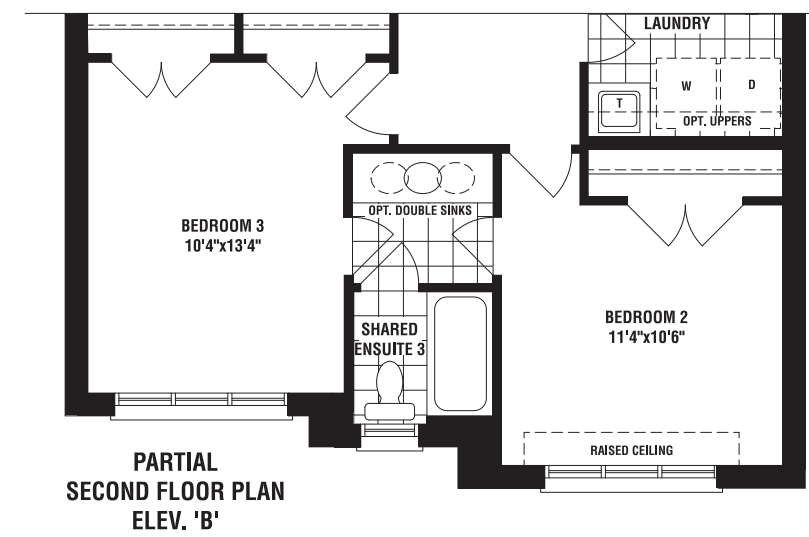 LAUNDRY
W
D
T
OPT. UPPERS
OPT. DOUBLE SINKS
BEDROOM 3
10'4"x13'4"
BEDROOM 2
11'4"x10'6"
SHARED
ENSUITE 3
RAISED CEILING
PARTIAL
SECOND FLOOR PLAN
ELEV. 'B'